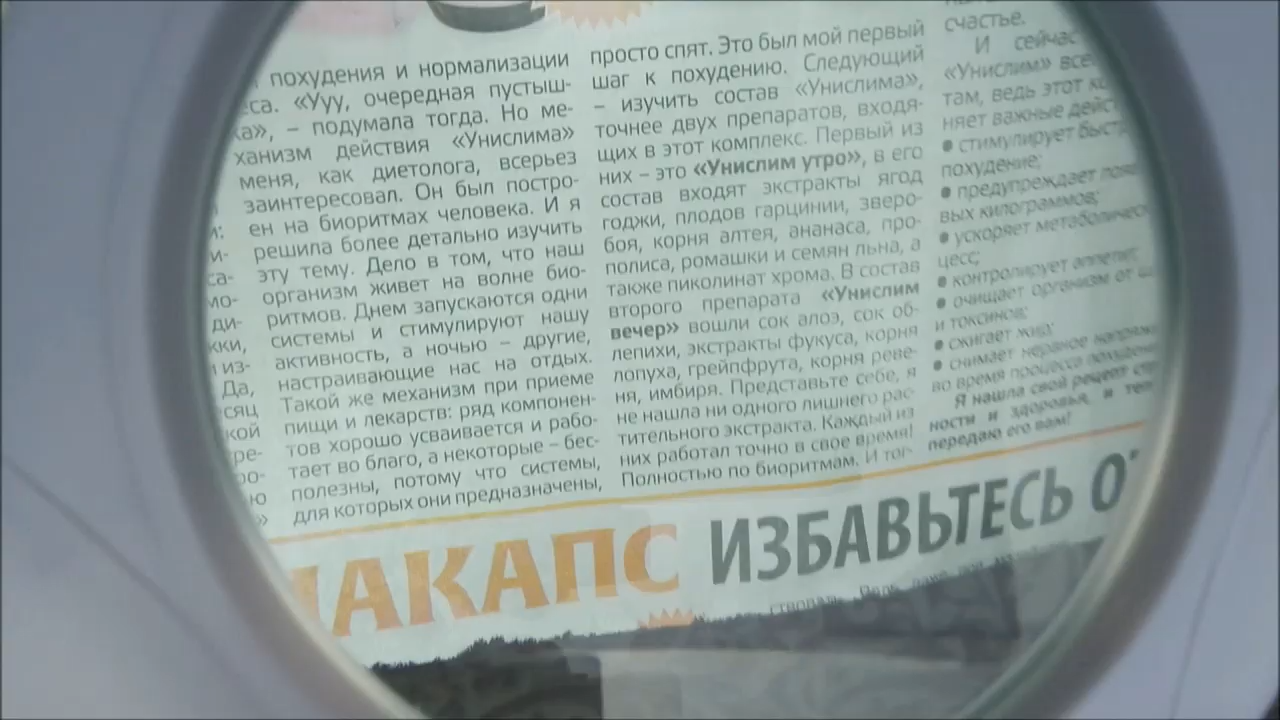 похудения и нормализации
«Ууу, очередная пустыш-
– подумала тогда. Но ме-
ханизм действия «Унислима»
меня, как диетолога, всерьез
заинтересовал. Он был постро-
ен на биоритмах человека. И я
решила более детально изучить
эту тему. Дело в том, что наш
организм живет на волне био-
ритмов. Днем запускаются одни
системы и стимулируют нашу
активность, а ночью – другие,
настраивающие нас на отдых.
Такой же механизм при приеме
пищи и лекарств: ряд компонен-
тов хорошо усваивается и рабо-
тает во благо, а некоторые – бес-
полезны, потому что системы,
для которых они предназначены,
просто спят. Это был мой первый
шаг к похудению. Следующий
– изучить состав «Унислима»,
точнее двух препаратов, входя-
щих в этот комплекс. Первый из
них – это «Унислим утро», в его
состав входят экстракты ягод
годжи, плодов гарцинии, зверо-
боя, корня алтея, ананаса, про-
полиса, ромашки и семян льна, а
также пиколинат хрома. В состав
второго препарата «Унислим
вечер» вошли сок алоэ, сок об-
лепихи, экстракты фукуса, корня
лопуха, грейпфрута, корня реве-
ня, имбиря. Представьте себе, я
не нашла ни одного лишнего рас-
тительного экстракта. Каждый из
них работал точно в свое время!
Полностью по биоритмам. И тог-
счастье.
И сейчас
«Унислим» все
там, ведь этот
няет важные дейст
● стимулирует быст
похудение;
● предупреждает
вых килограммов;
● ускоряет метаболичес
цесс;
● контролирует аппетит;
● очищает организм от
и токсинов;
● сжигает жир;
● снимает нервное напряж
во время процесса похудени
Я нашла свой рецепт
ности и здоровья, и
передаю его вам!
АКАПС ИЗБАВЬТЕСЬ О